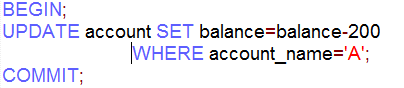 BEGIN;
UPDATE account SET balance=balance-200
WHERE account_name='A';
COMMIT;